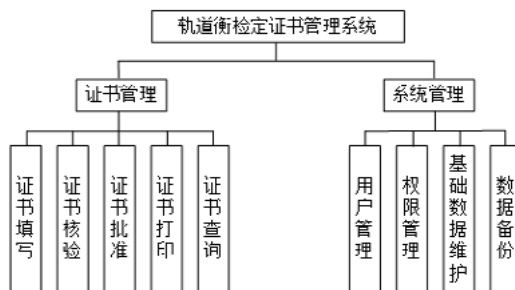 轨道衡检定证书管理系统
证书管理
系统管理
证书填写
证书核验
证书批准
证书打印
证书查询
用户管理
权限管理
基础数据维护
数据备份